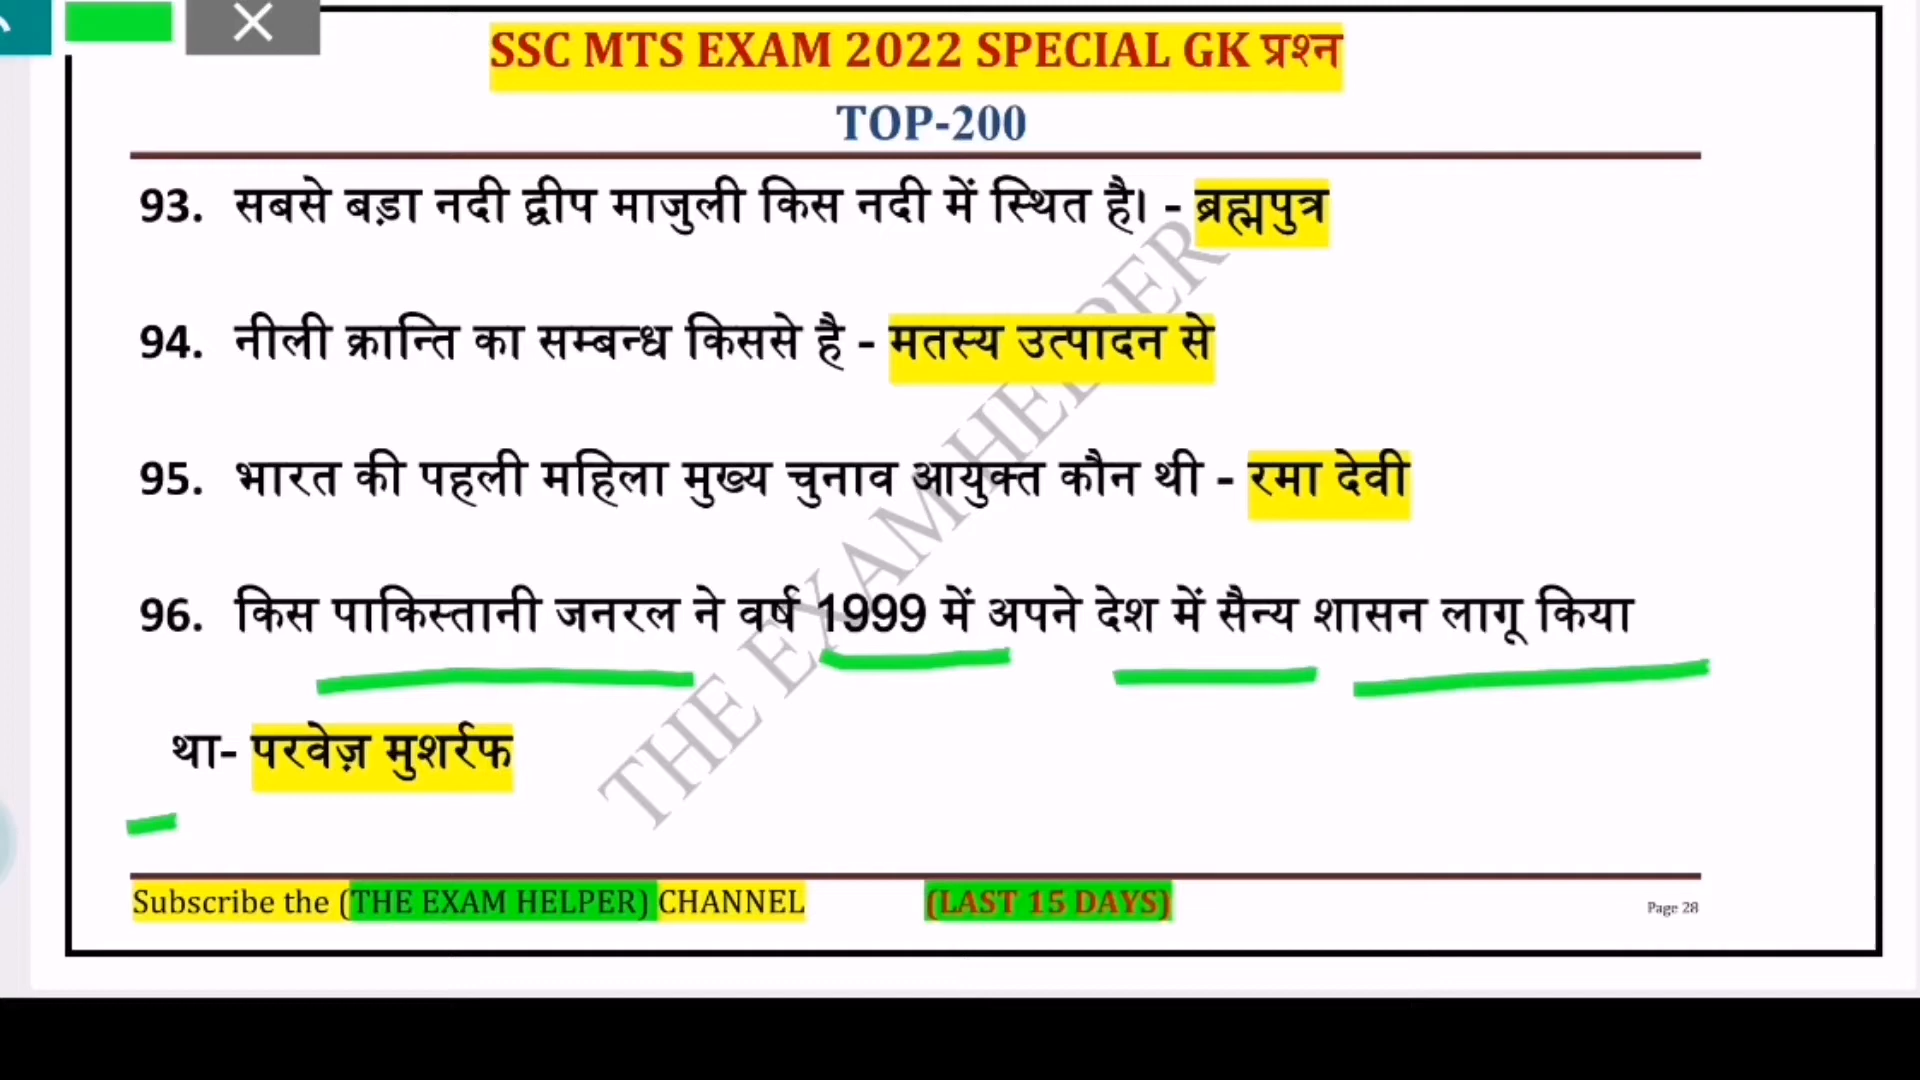 SSC MTS EXAM 2022 SPECIAL GK प्रश्न
TOP-200
93. सबसे बड़ा नदी द्वीप माजुली किस नदी में स्थित है। - ब्रह्मपुत्र
94. नीली क्रान्ति का सम्बन्ध किससे है - मतस्य उत्पादन से
95. भारत की पहली महिला मुख्य चुनाव आयुक्त कौन थी - रमा देवी
96. किस पाकिस्तानी जनरल ने वर्ष 1999 में अपने देश में सैन्य शासन लागू किया
था- परवेज़ मुशर्रफ
THE EXAM HELPER
Subscribe the (THE EXAM HELPER) CHANNEL (LAST 15 DAYS) Page 28